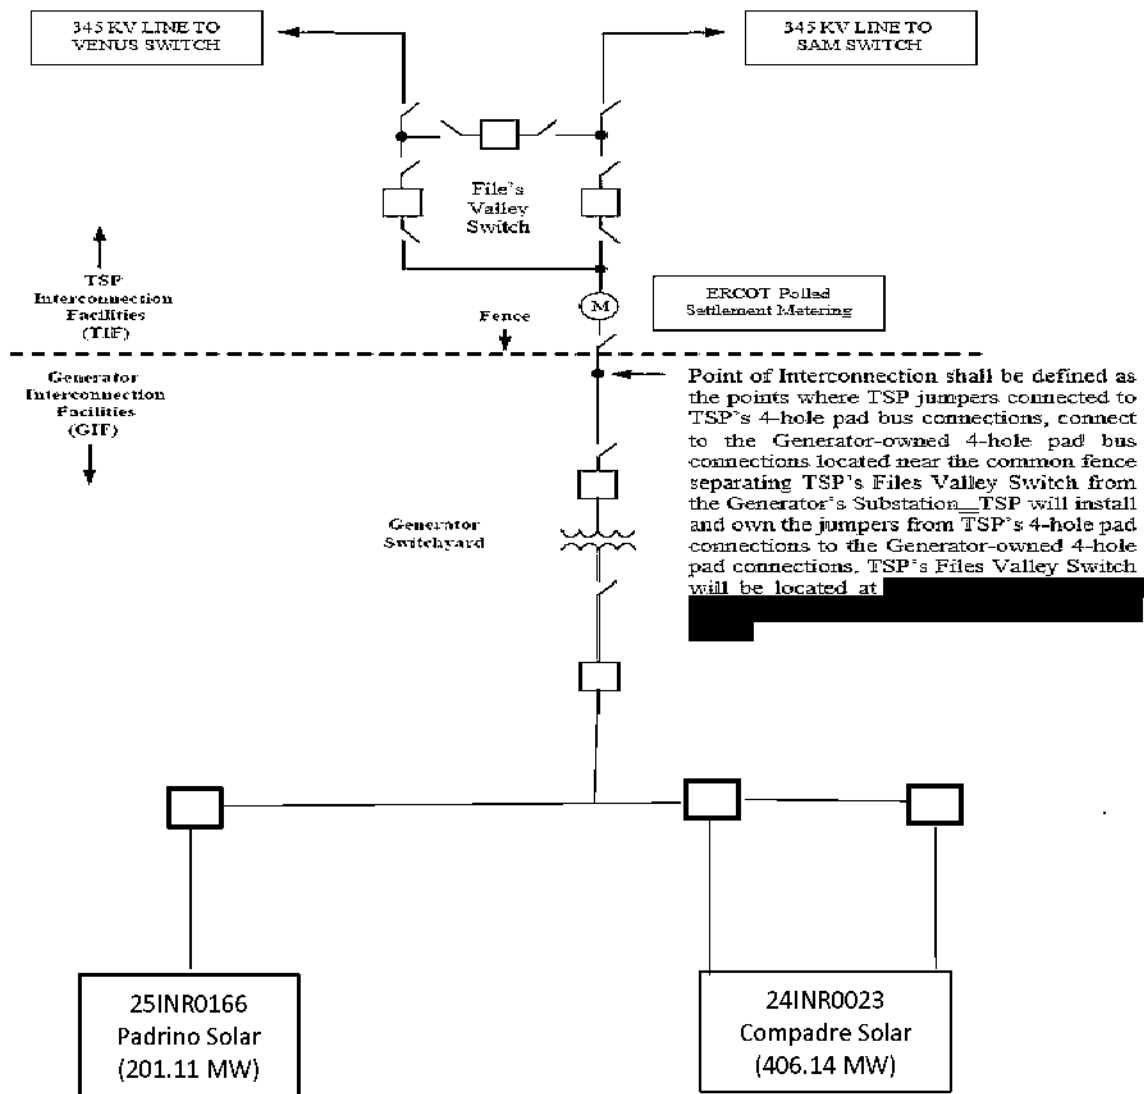 345 KV LINE TO
VENUS SWITCH
345 KV LINE TO
SAM SWITCH
File's
Valley
Switch
TSP
Interconnection
Facilities
(TIF)
M
ERCOT Polled
Settlement Metering
Fence
Generator
Interconnection
Facilities
(GIF)
Point of Interconnection shall be defined as
the points where TSP jumpers connected to
TSP's 4-hole pad bus connections, connect
to the Generator-owned 4-hole pad bus
connections located near the common fence
separating TSP's Files Valley Switch from
the Generator's Substation. TSP will install
and own the jumpers from TSP's 4-hole pad
connections to the Generator-owned 4-hole
pad connections. TSP's Files Valley Switch
will be located at
Generator
Switchyard
25INR0166
Padrino Solar
(201.11 MW)
24INR0023
Compadre Solar
(406.14 MW)